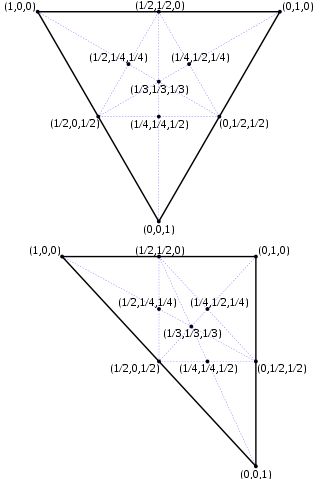 (1,0,0) (1/2,1/2,0) (0,1,0)
(1/2,1/4,1/4) (1/4,1/2,1/4)
(1/3,1/3,1/3)
(1/2,0,1/2) (1/4,1/4,1/2) (0,1/2,1/2)
(0,0,1)
(1,0,0) (1/2,1/2,0) (0,1,0)
(1/2,1/4,1/4) (1/4,1/2,1/4)
(1/3,1/3,1/3)
(1/2,0,1/2) (1/4,1/4,1/2) (0,1/2,1/2)
(0,0,1)